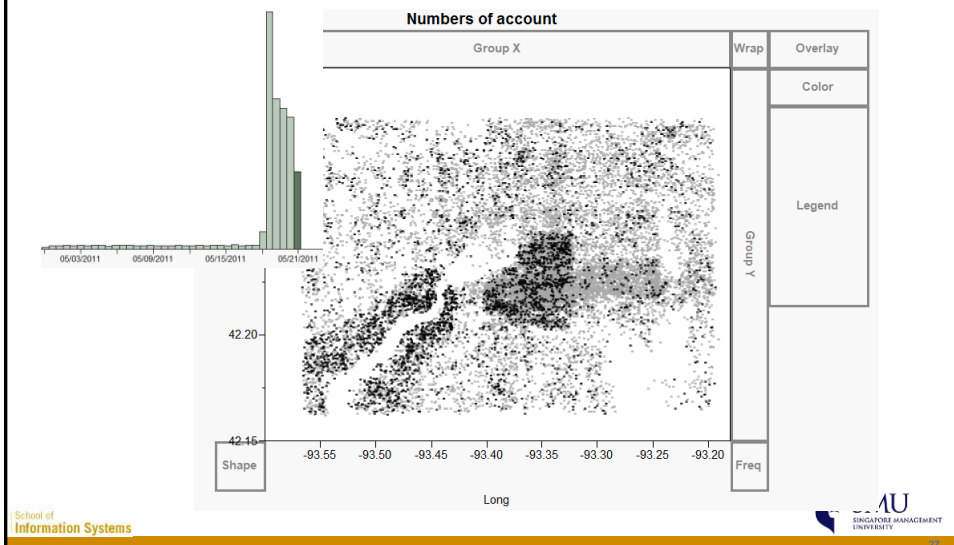 Numbers of account
Group X
Wrap
Overlay
Color
Legend
Group Y
05/03/2011 05/09/2011 05/15/2011 05/21/2011
42.20
42.15
-93.55 -93.50 -93.45 -93.40 -93.35 -93.30 -93.25 -93.20
Shape
Freq
Long
School of
Information Systems
SINGAPORE MANAGEMENT
UNIVERSITY